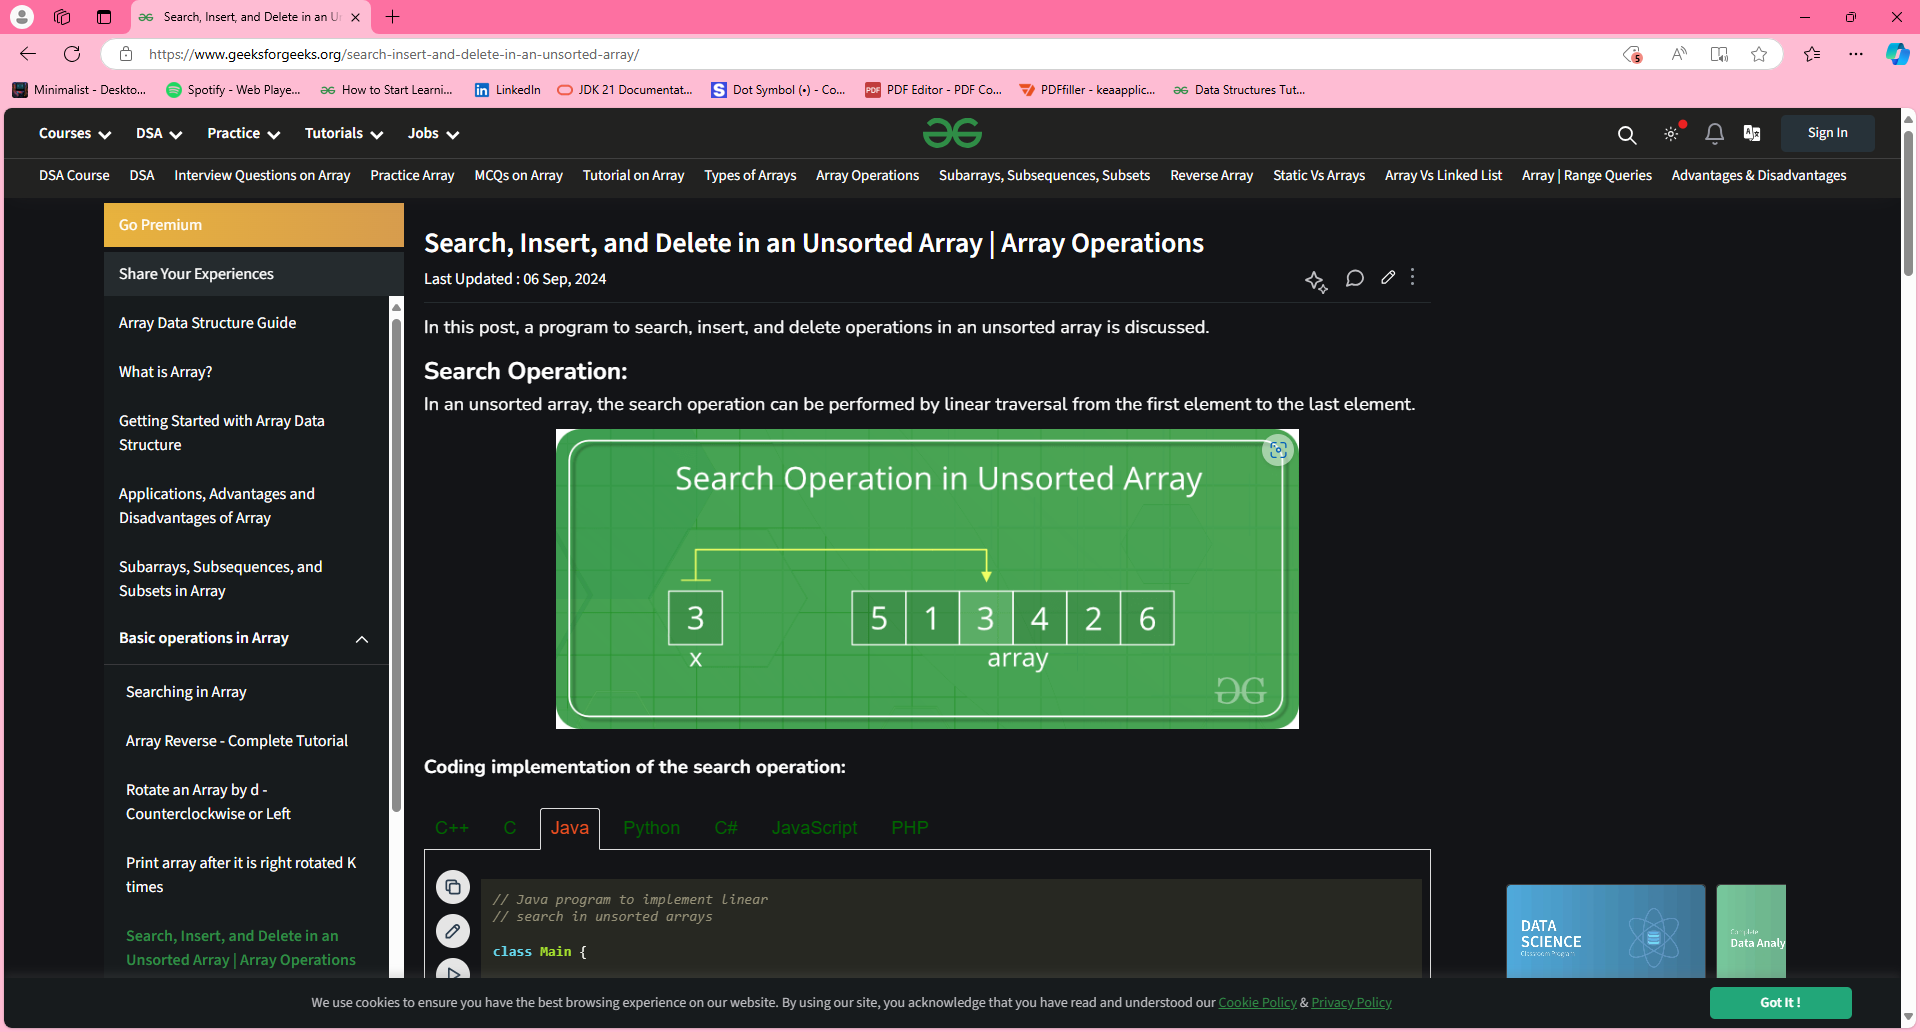 Search, Insert, and Delete in an U
https://www.geeksforgeeks.org/search-insert-and-delete-in-an-unsorted-array/
5
Minimalist - Deskto...
Spotify - Web Playe...
How to Start Learni...
LinkedIn
JDK 21 Documentat...
Dot Symbol (•) - Co...
PDF Editor - PDF Co...
PDFfiller - keaapplic...
Data Structures Tut...
Courses
DSA
Practice
Tutorials
Jobs
Sign In
DSA Course
DSA
Interview Questions on Array
Practice Array
MCQs on Array
Tutorial on Array
Types of Arrays
Array Operations
Subarrays, Subsequences, Subsets
Reverse Array
Static Vs Arrays
Array Vs Linked List
Array | Range Queries
Advantages & Disadvantages
Go Premium
Share Your Experiences
Array Data Structure Guide
What is Array?
Getting Started with Array Data
Structure
Applications, Advantages and
Disadvantages of Array
Subarrays, Subsequences, and
Subsets in Array
Basic operations in Array
Searching in Array
Array Reverse - Complete Tutorial
Rotate an Array by d -
Counterclockwise or Left
Print array after it is right rotated K
times
Search, Insert, and Delete in an
Unsorted Array | Array Operations
Search, Insert, and Delete in an Unsorted Array | Array Operations
Last Updated : 06 Sep, 2024
In this post, a program to search, insert, and delete operations in an unsorted array is discussed.
Search Operation:
In an unsorted array, the search operation can be performed by linear traversal from the first element to the last element.
Search Operation in Unsorted Array
3
5 1 3 4 2 6
x
array
Coding implementation of the search operation:
C++
C
Java
Python
C#
JavaScript
PHP
// Java program to implement linear
// search in unsorted arrays
class Main {
DATA
SCIENCE
Classroom Program
Complete
Data Analy
We use cookies to ensure you have the best browsing experience on our website. By using our site, you acknowledge that you have read and understood our Cookie Policy & Privacy Policy
Got It !